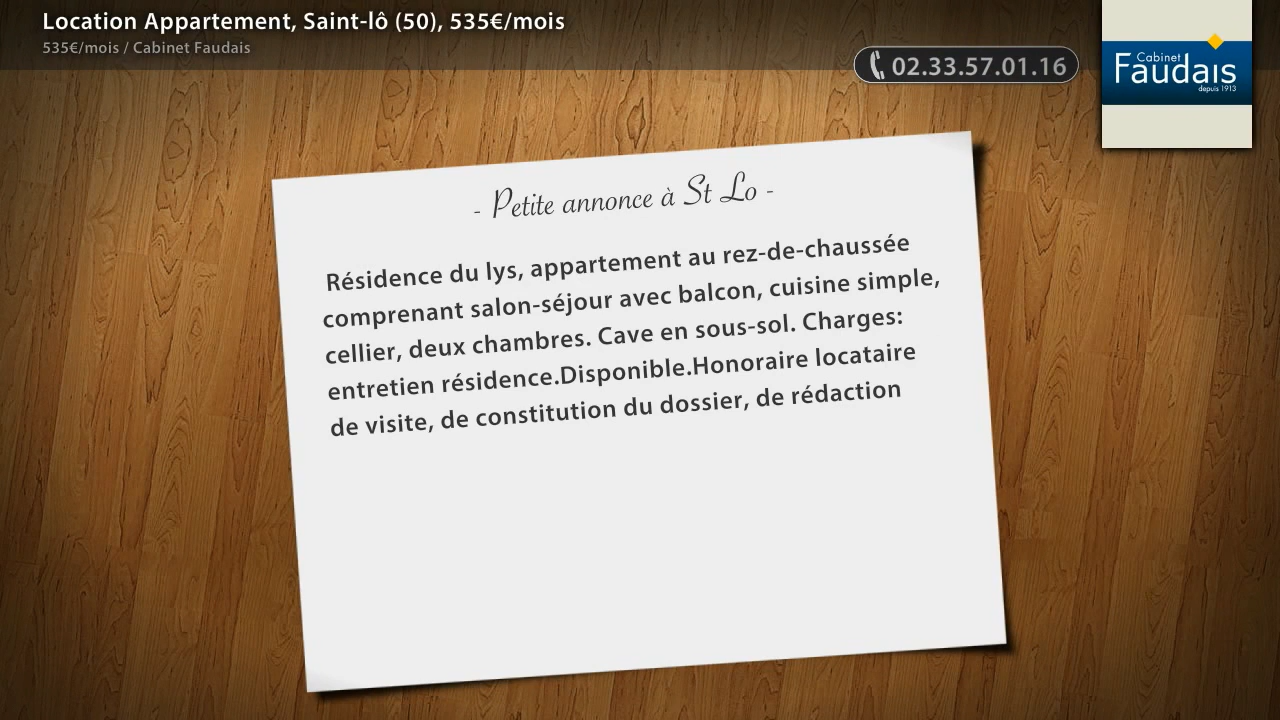 Location Appartement, Saint-lô (50), 535€/mois
535€/mois / Cabinet Faudais
02.33.57.01.16
Cabinet
Faudais
depuis 1913
- Petite annonce à St Lo -
Résidence du lys, appartement au rez-de-chaussée
comprenant salon-séjour avec balcon, cuisine simple,
cellier, deux chambres. Cave en sous-sol. Charges:
entretien résidence.Disponible.Honoraire locataire
de visite, de constitution du dossier, de rédaction